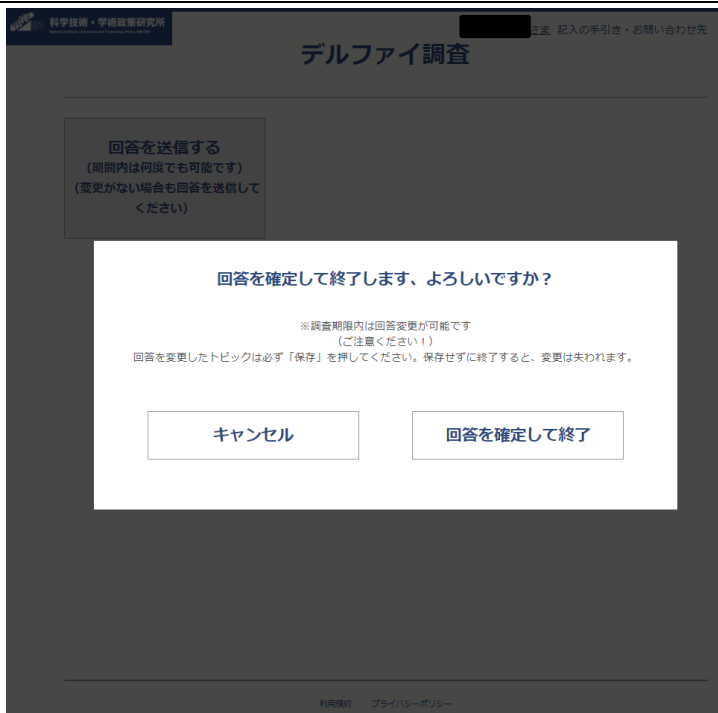 科学技術・学術政策研究所
National Institute of Science and Technology Policy (NISTEP)
さま 記入の手引き・お問い合わせ先
デルファイ調査
回答を送信する
(期間内は何度でも可能です)
(変更がない場合も回答を送信して
ください)
回答を確定して終了します、よろしいですか？
※調査期限内は回答変更が可能です
(ご注意ください！)
回答を変更したトピックは必ず「保存」を押してください。保存せずに終了すると、変更は失われます。
キャンセル
回答を確定して終了
利用規約 プライバシーポリシー